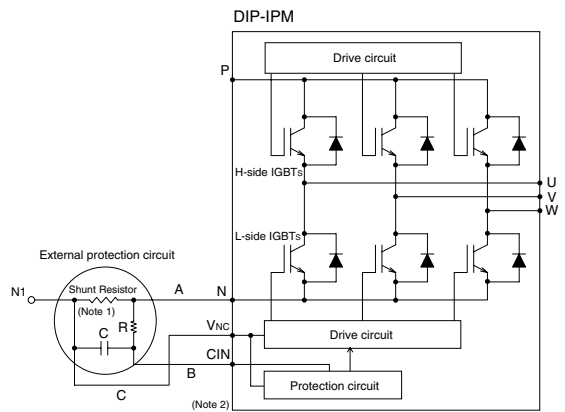 DIP-IPM
Drive circuit
P
H-side IGBTs
U
V
W
L-side IGBTs
External protection circuit
N1
Shunt Resistor
A
N
(Note 1)
R
C
VNC
Drive circuit
CIN
B
C
Protection circuit
(Note 2)